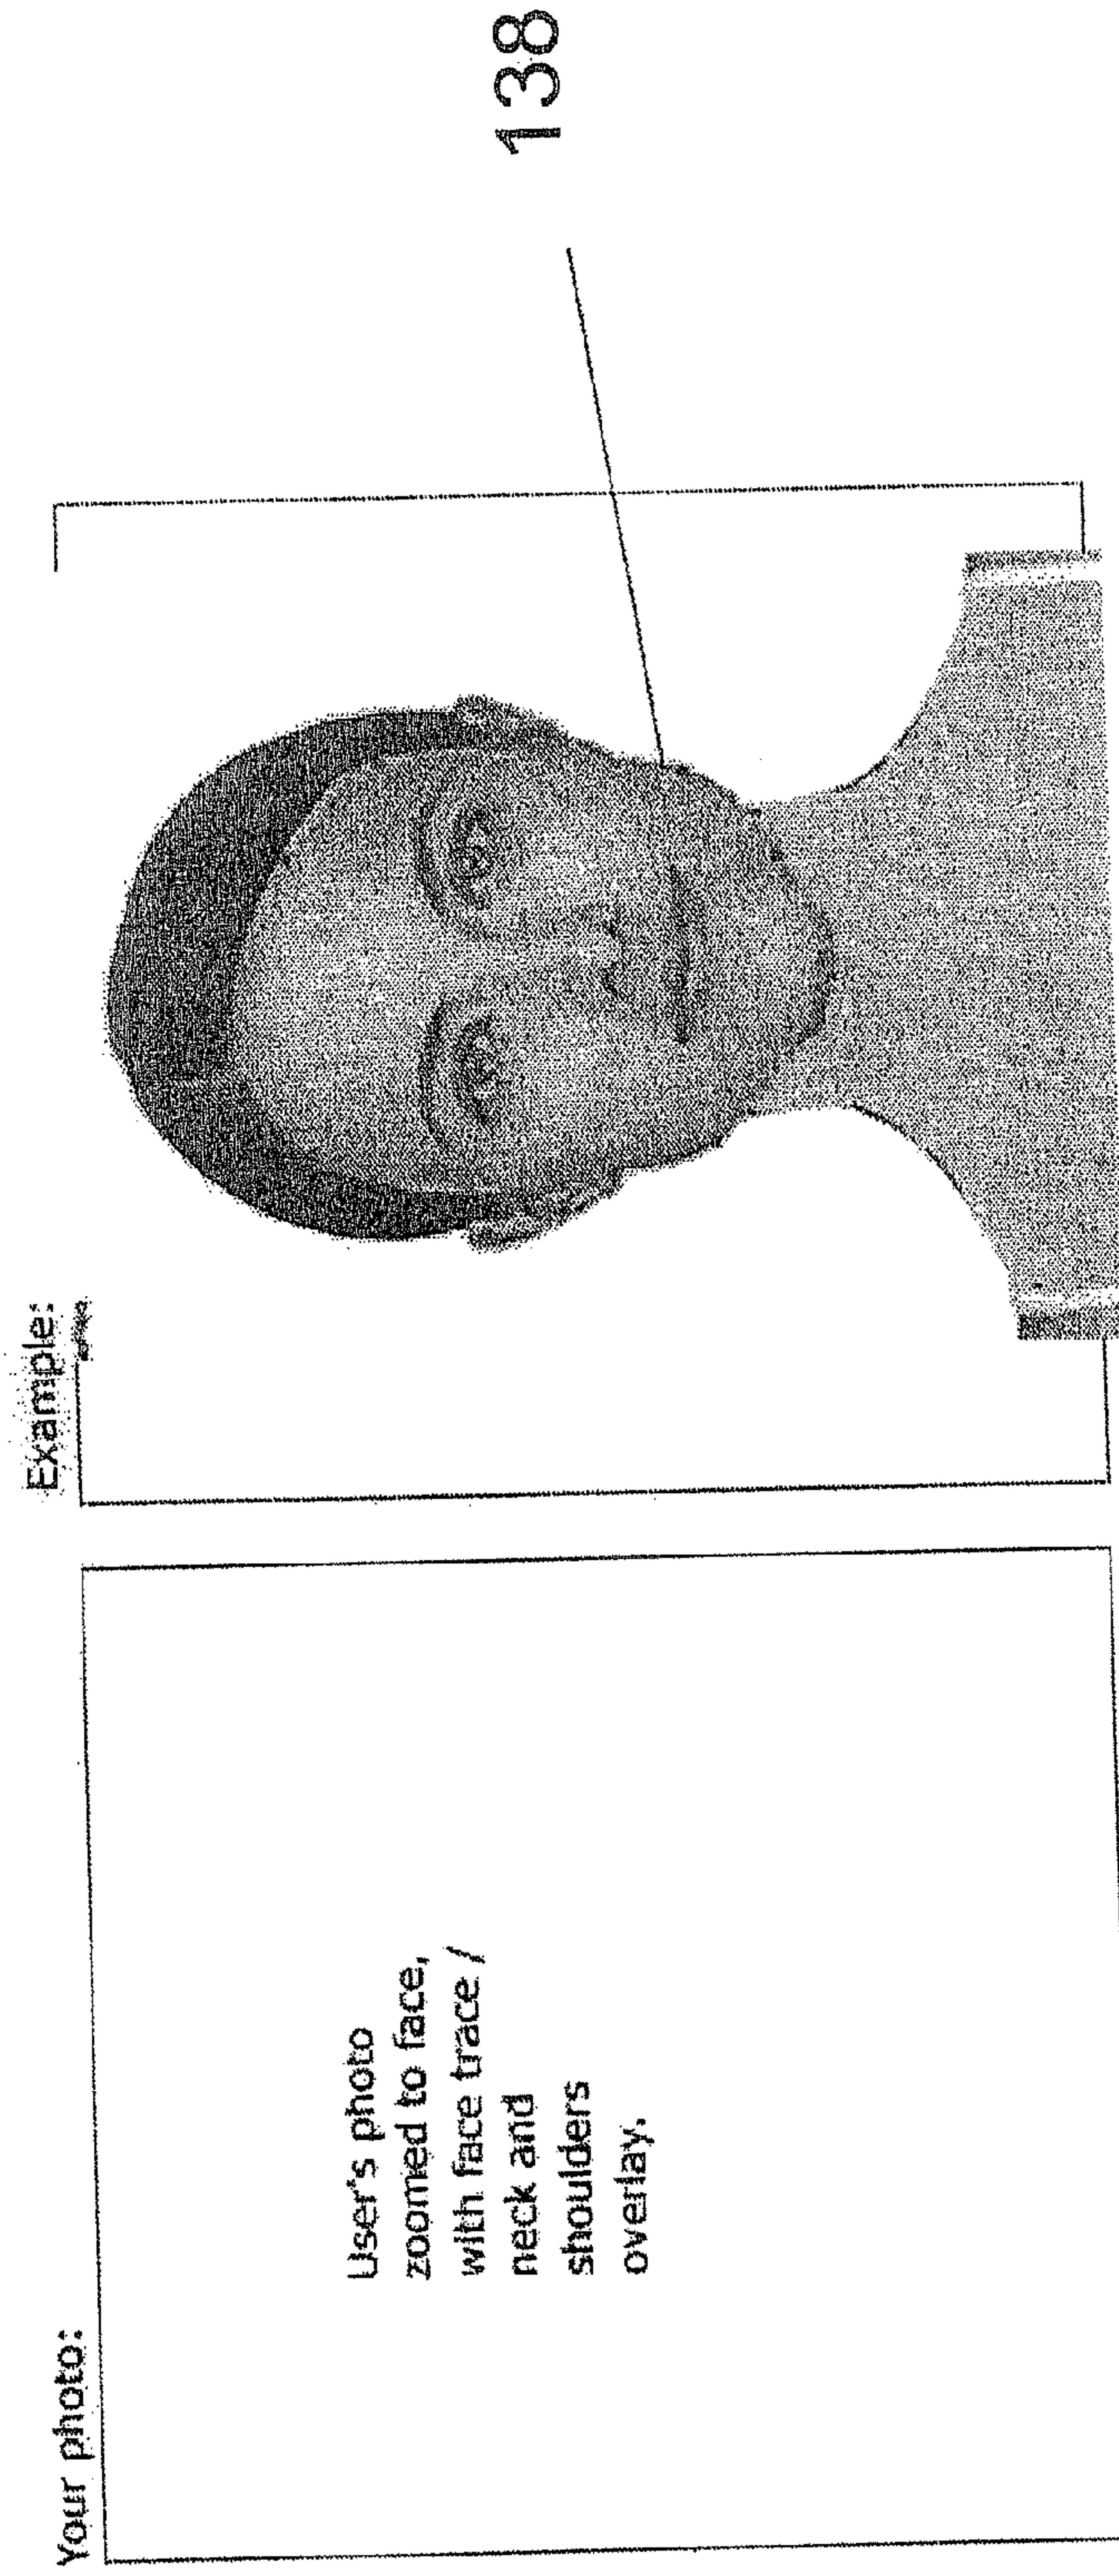 Your photo:
User's photo
zoomed to face,
with face trace /
neck and
shoulders
overlay.
Example:
138